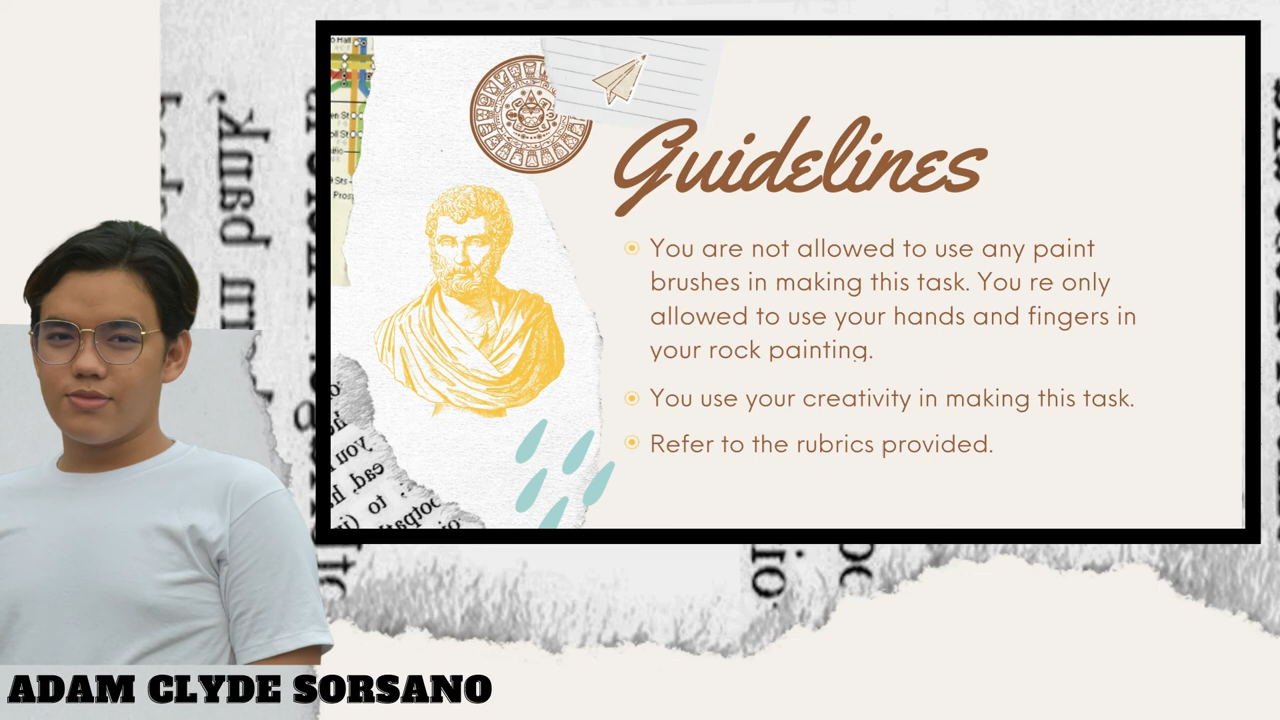 Guidelines
You are not allowed to use any paint
brushes in making this task. You re only
allowed to use your hands and fingers in
your rock painting.
You use your creativity in making this task.
Refer to the rubrics provided.
ADAM CLYDE SORSANO